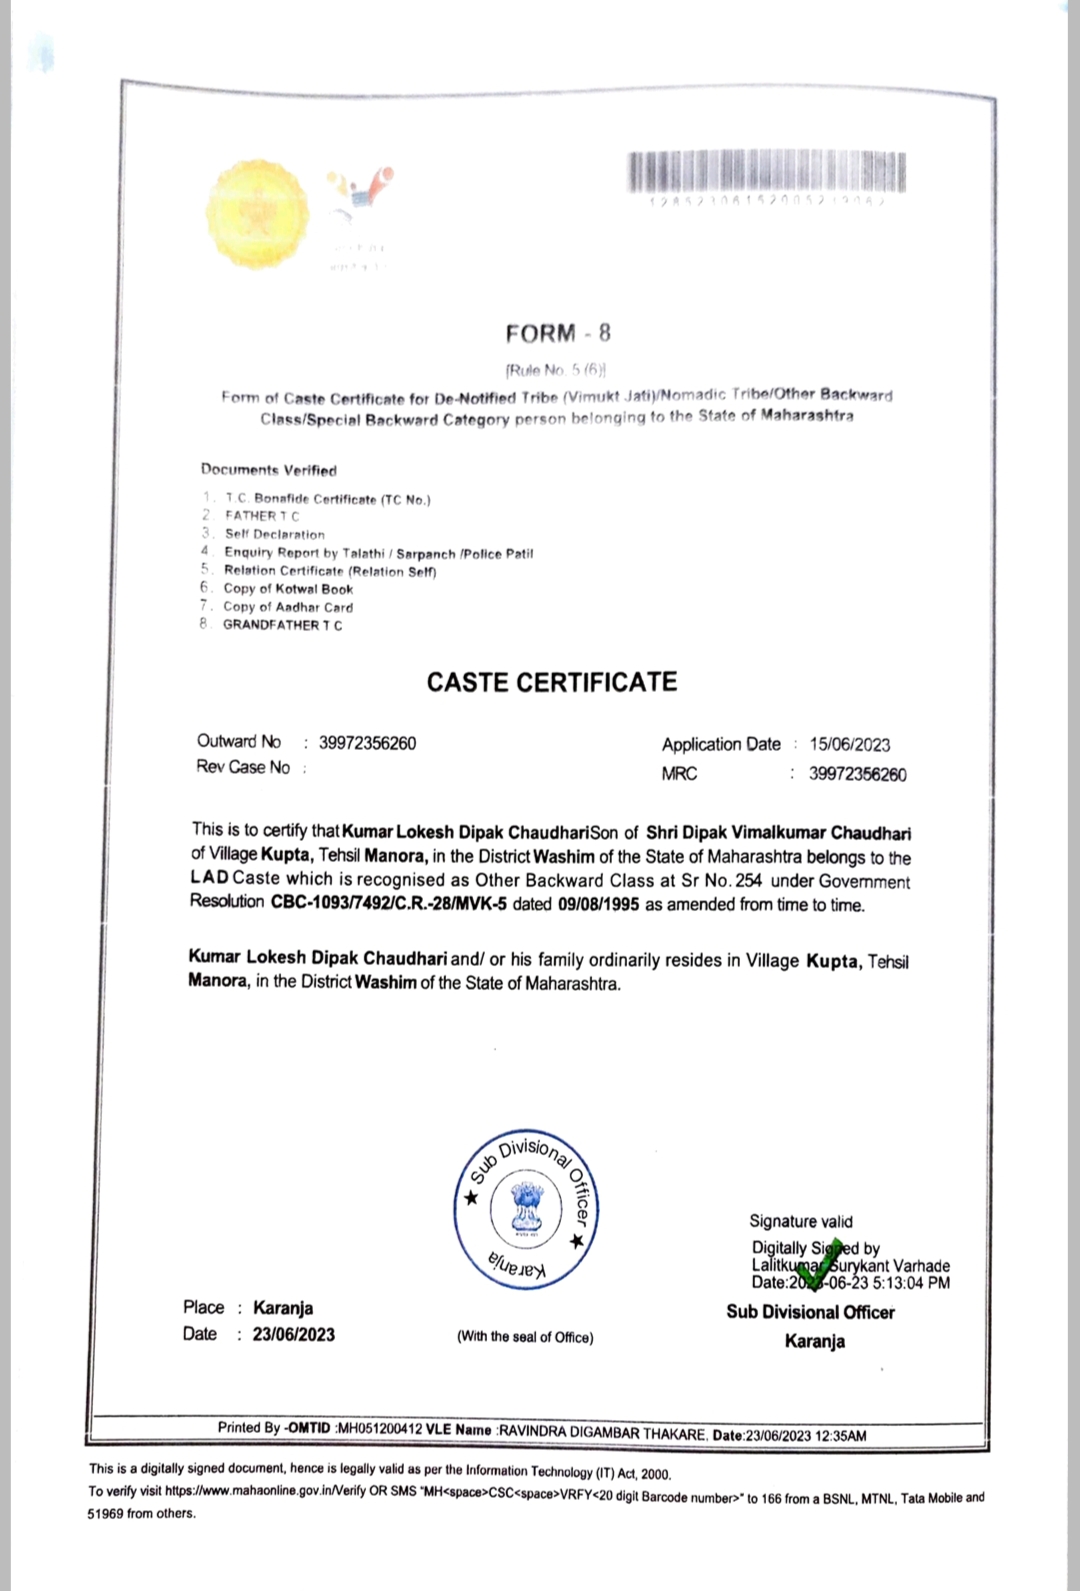 FORM - 8
[Rule No. 5 (6)]
Form of Caste Certificate for De-Notified Tribe (Vimukt Jati)/Nomadic Tribe/Other Backward
Class/Special Backward Category person belonging to the State of Maharashtra
Documents Verified
1. T.C. Bonafide Certificate (TC No.)
2. FATHER T C
3. Self Declaration
4. Enquiry Report by Talathi / Sarpanch /Police Patil
5. Relation Certificate (Relation Self)
6. Copy of Kotwal Book
7. Copy of Aadhar Card
8. GRANDFATHER T C
CASTE CERTIFICATE
Outward No : 39972356260
Application Date : 15/06/2023
Rev Case No :
MRC : 39972356260
This is to certify that Kumar Lokesh Dipak ChaudhariSon of Shri Dipak Vimalkumar Chaudhari
of Village Kupta, Tehsil Manora, in the District Washim of the State of Maharashtra belongs to the
LAD Caste which is recognised as Other Backward Class at Sr No. 254 under Government
Resolution CBC-1093/7492/C.R.-28/MVK-5 dated 09/08/1995 as amended from time to time.
Kumar Lokesh Dipak Chaudhari and/ or his family ordinarily resides in Village Kupta, Tehsil
Manora, in the District Washim of the State of Maharashtra.
Sub Divisional Officer
Karanja
Signature valid
Digitally Signed by
Lalitkumar Surykant Varhade
Date:2023-06-23 5:13:04 PM
Sub Divisional Officer
Karanja
Place : Karanja
Date : 23/06/2023
(With the seal of Office)
Printed By -OMTID :MH051200412 VLE Name :RAVINDRA DIGAMBAR THAKARE. Date:23/06/2023 12:35AM
This is a digitally signed document, hence is legally valid as per the Information Technology (IT) Act, 2000.
To verify visit https://www.mahaonline.gov.in/Verify OR SMS "MH<space>CSC<space>VRFY<20 digit Barcode number>" to 166 from a BSNL, MTNL, Tata Mobile and
51969 from others.